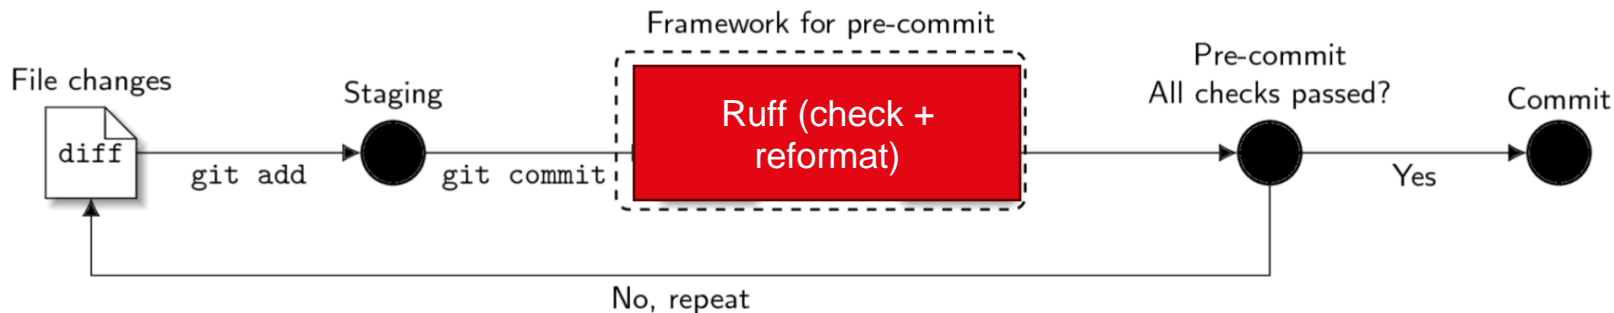 Framework for pre-commit
File changes
diff
git add
Staging
git commit
Ruff (check +
reformat)
Pre-commit
All checks passed?
Yes
Commit
No, repeat